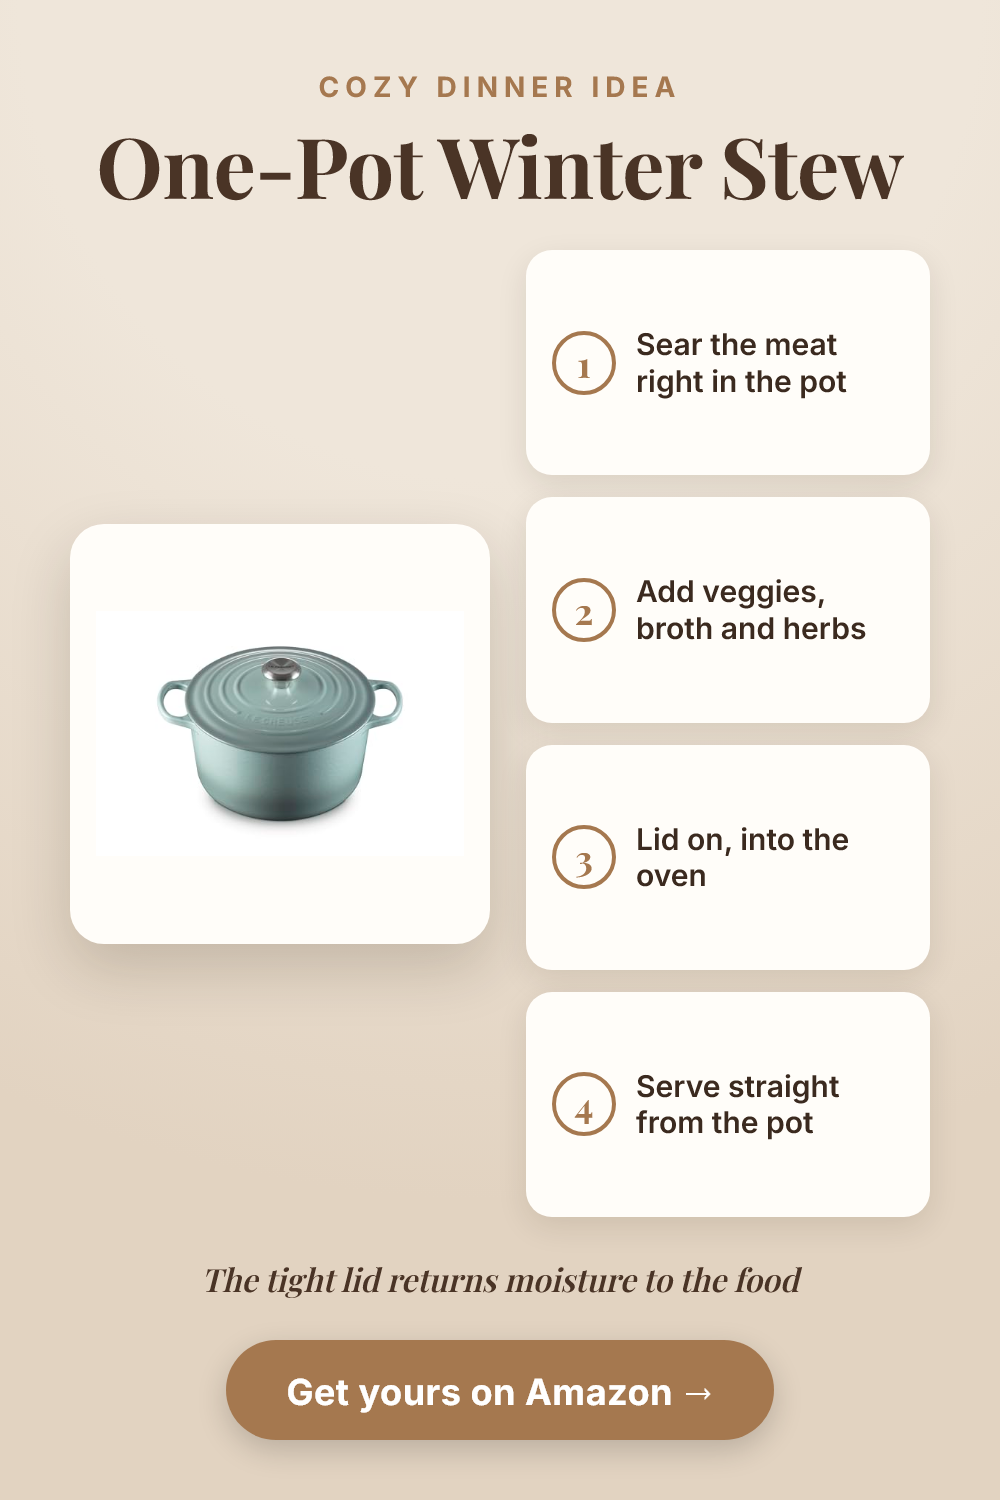 COZY DINNER IDEA
One-Pot Winter Stew
1
Sear the meat
right in the pot
2
Add veggies,
broth and herbs
LE CREUSET
3
Lid on, into the
oven
4
Serve straight
from the pot
The tight lid returns moisture to the food
Get yours on Amazon →